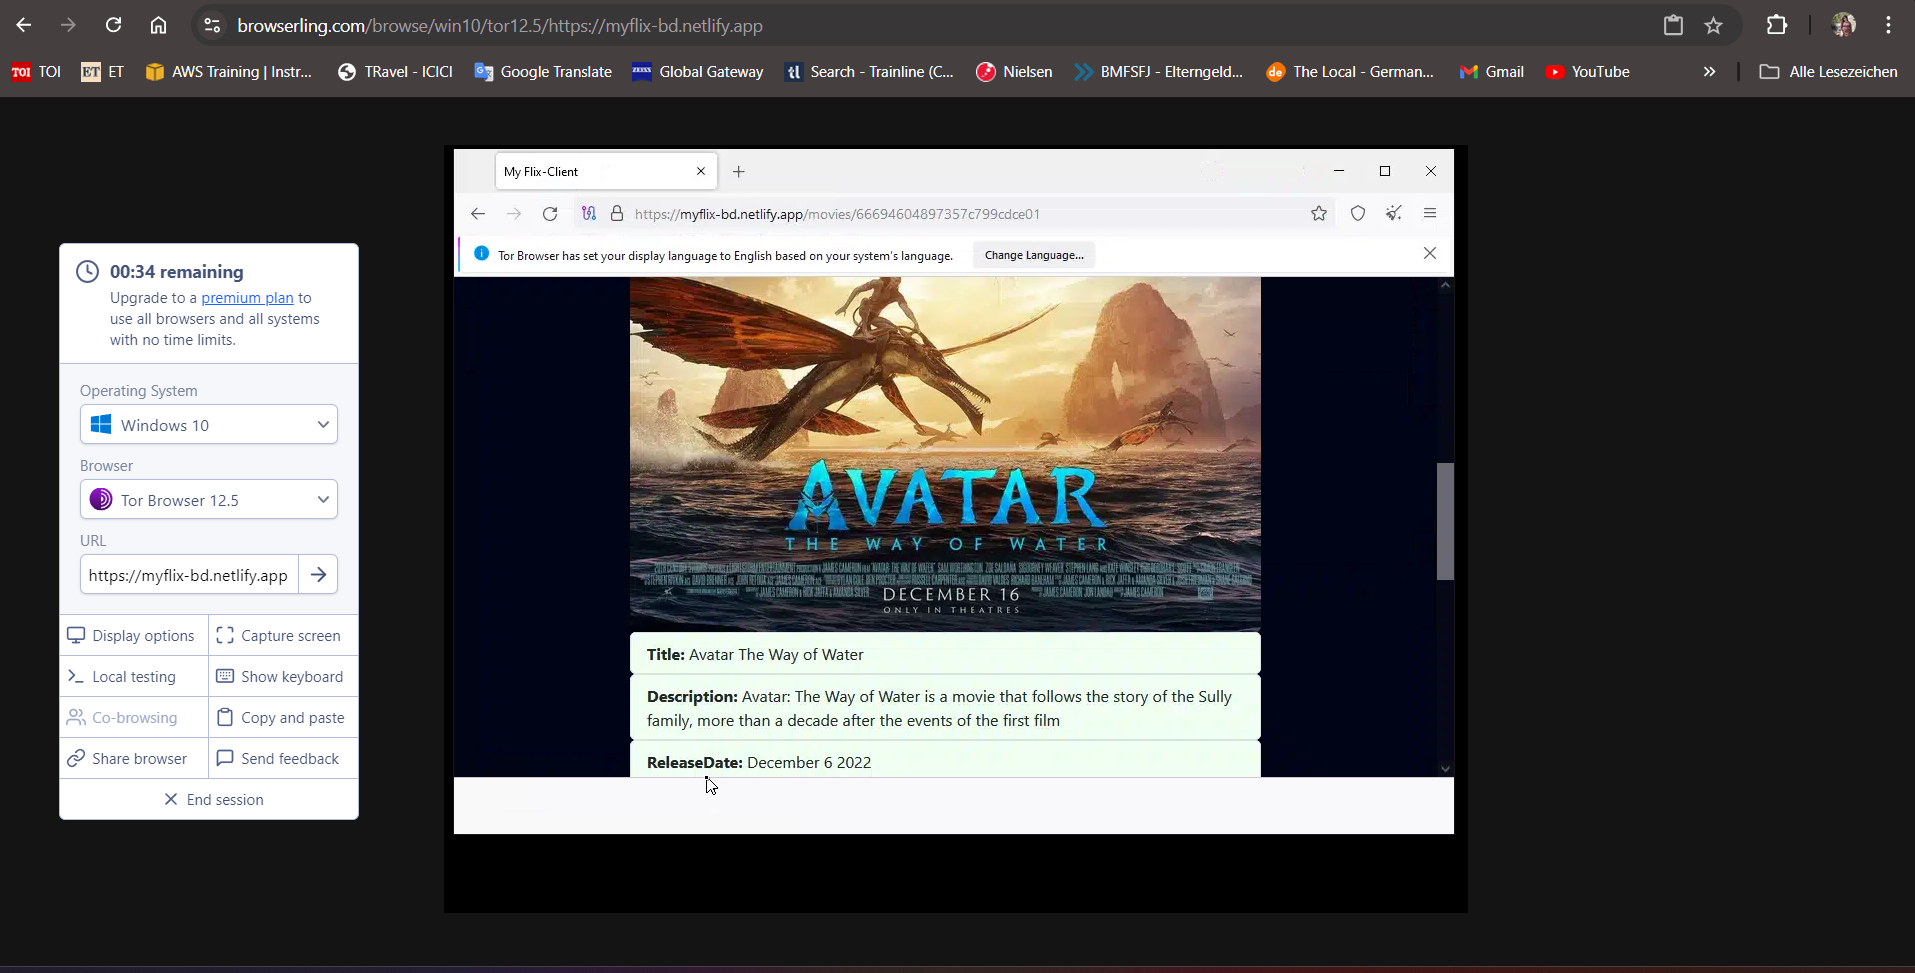 browserling.com/browse/win10/tor12.5/https://myflix-bd.netlify.app
TOI TOI ET ET AWS Training | Instr... TRavel - ICICI Google Translate ZEISS Global Gateway tl Search - Trainline (C... Nielsen BMFSFJ - Elterngeld... de The Local - German... Gmail YouTube » Alle Lesezeichen
My Flix-Client
https://myflix-bd.netlify.app/movies/66694604897357c799cdce01
Tor Browser has set your display language to English based on your system's language. Change Language...
00:34 remaining
Upgrade to a premium plan to
use all browsers and all systems
with no time limits.
Operating System
Windows 10
Browser
Tor Browser 12.5
URL
https://myflix-bd.netlify.app
Display options Capture screen
Local testing Show keyboard
Co-browsing Copy and paste
Share browser Send feedback
End session
AVATAR
THE WAY OF WATER
DECEMBER 16
ONLY IN THEATRES
Title: Avatar The Way of Water
Description: Avatar: The Way of Water is a movie that follows the story of the Sully
family, more than a decade after the events of the first film
ReleaseDate: December 6 2022